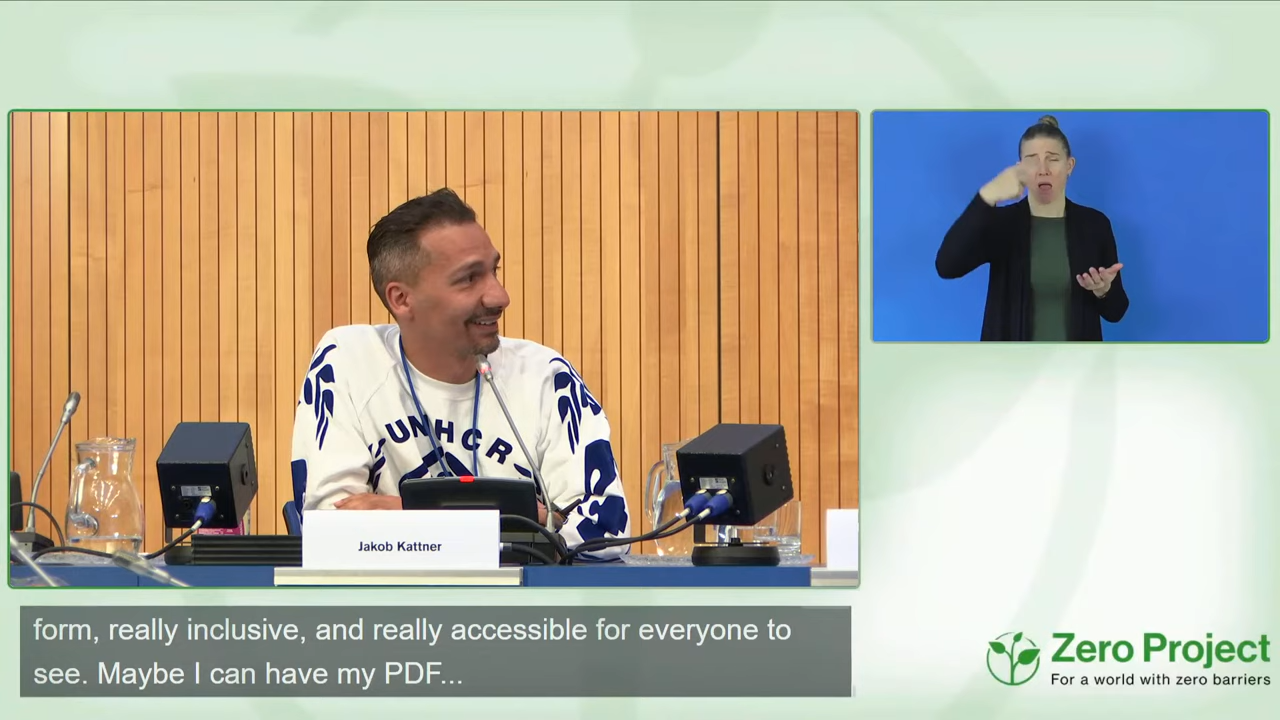 UNHCR
Jakob Kattner
form, really inclusive, and really accessible for everyone to
see. Maybe I can have my PDF...
Zero Project
For a world with zero barriers